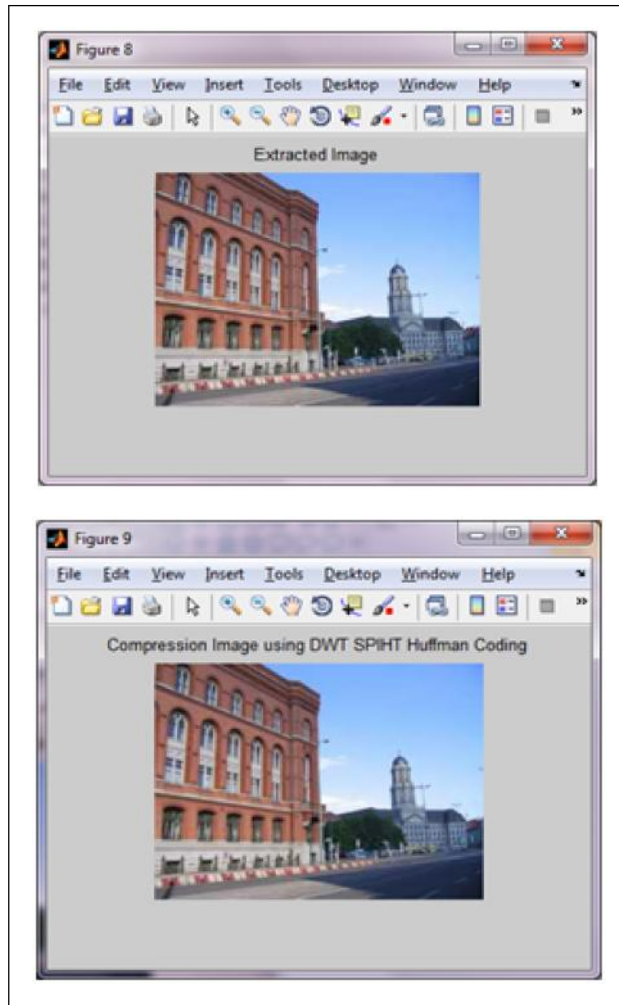 Figure 8
File Edit View Insert Tools Desktop Window Help
Extracted Image
Figure 9
File Edit View Insert Tools Desktop Window Help
Compression Image using DWT SPIHT Huffman Coding